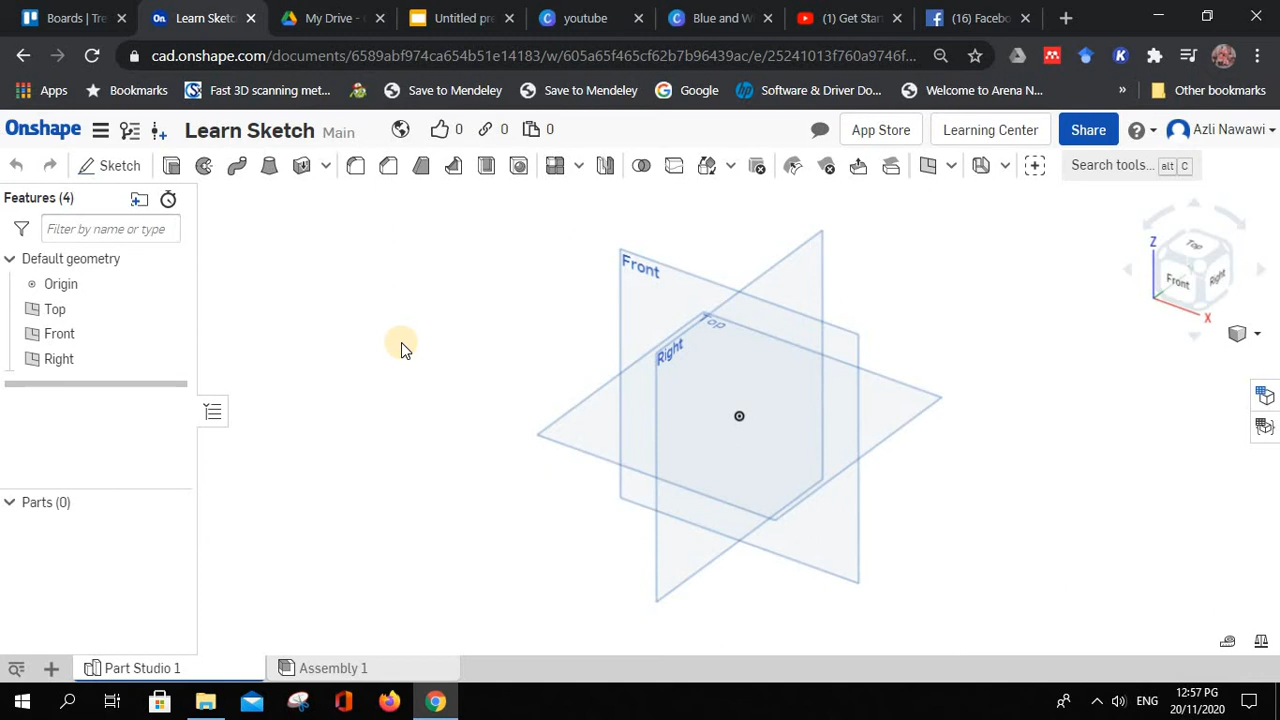 Boards | Tre
Learn Sketch
My Drive - G
Untitled pre
youtube
Blue and W
(1) Get Star
(16) Facebo
cad.onshape.com/documents/6589abf974ca654b51e14183/w/605a65f465cf62b7b96439ac/e/25241013f760a9746f...
Apps
Bookmarks
Fast 3D scanning met...
Save to Mendeley
Save to Mendeley
Google
Software & Driver Do...
Welcome to Arena N...
»
Other bookmarks
Onshape
Learn Sketch Main
0
0
0
App Store
Learning Center
Share
Azli Nawawi
Sketch
Search tools... alt C
Features (4)
Filter by name or type
Default geometry
Origin
Top
Front
Right
Parts (0)
Front
Top
Right
Z
Top
Front
Right
X
Part Studio 1
Assembly 1
ENG
12:57 PG
20/11/2020